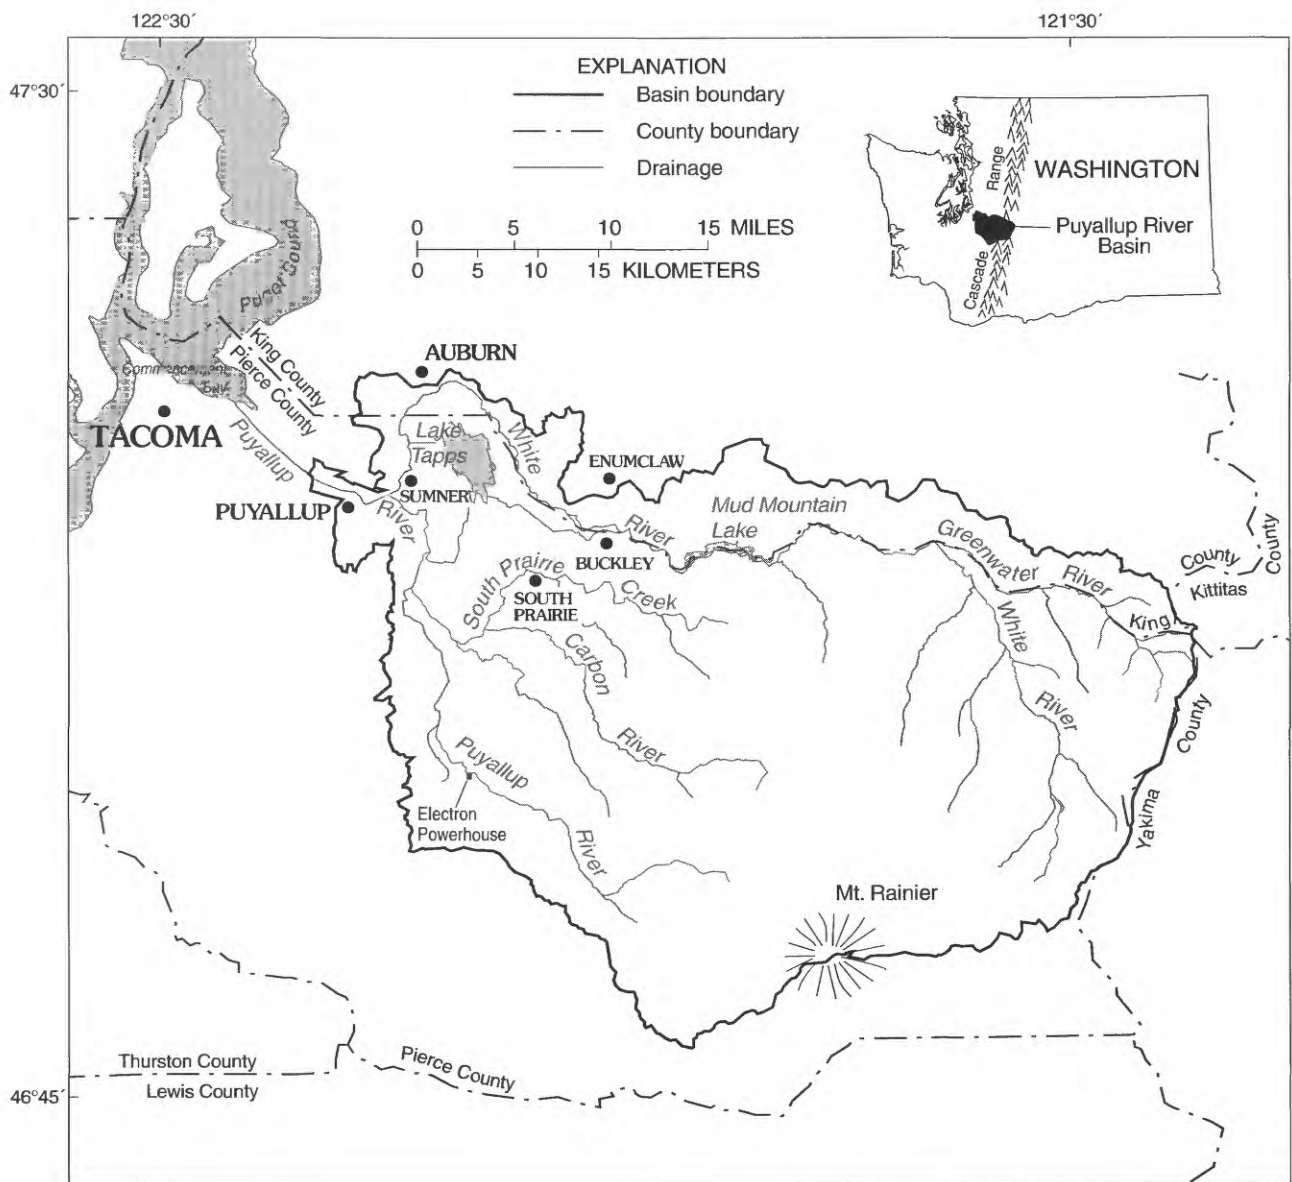 122°30´
121°30´
47°30´
EXPLANATION
Basin boundary
County boundary
Drainage
0 5 10 15 MILES
0 5 10 15 KILOMETERS
WASHINGTON
Range
Cascade
Puyallup River
Basin
Puget Sound
King County
Pierce County
Commencement
Bay
AUBURN
TACOMA
Puyallup
River
Lake
Tapps
White
River
ENUMCLAW
SUMNER
PUYALLUP
Mud Mountain
Lake
BUCKLEY
Greenwater
River
County
Kittitas
County
King
South Prairie
Creek
SOUTH
PRAIRIE
Carbon
River
White
River
County
Yakima
Puyallup
River
Electron
Powerhouse
Mt. Rainier
Thurston County
Lewis County
Pierce County
46°45´